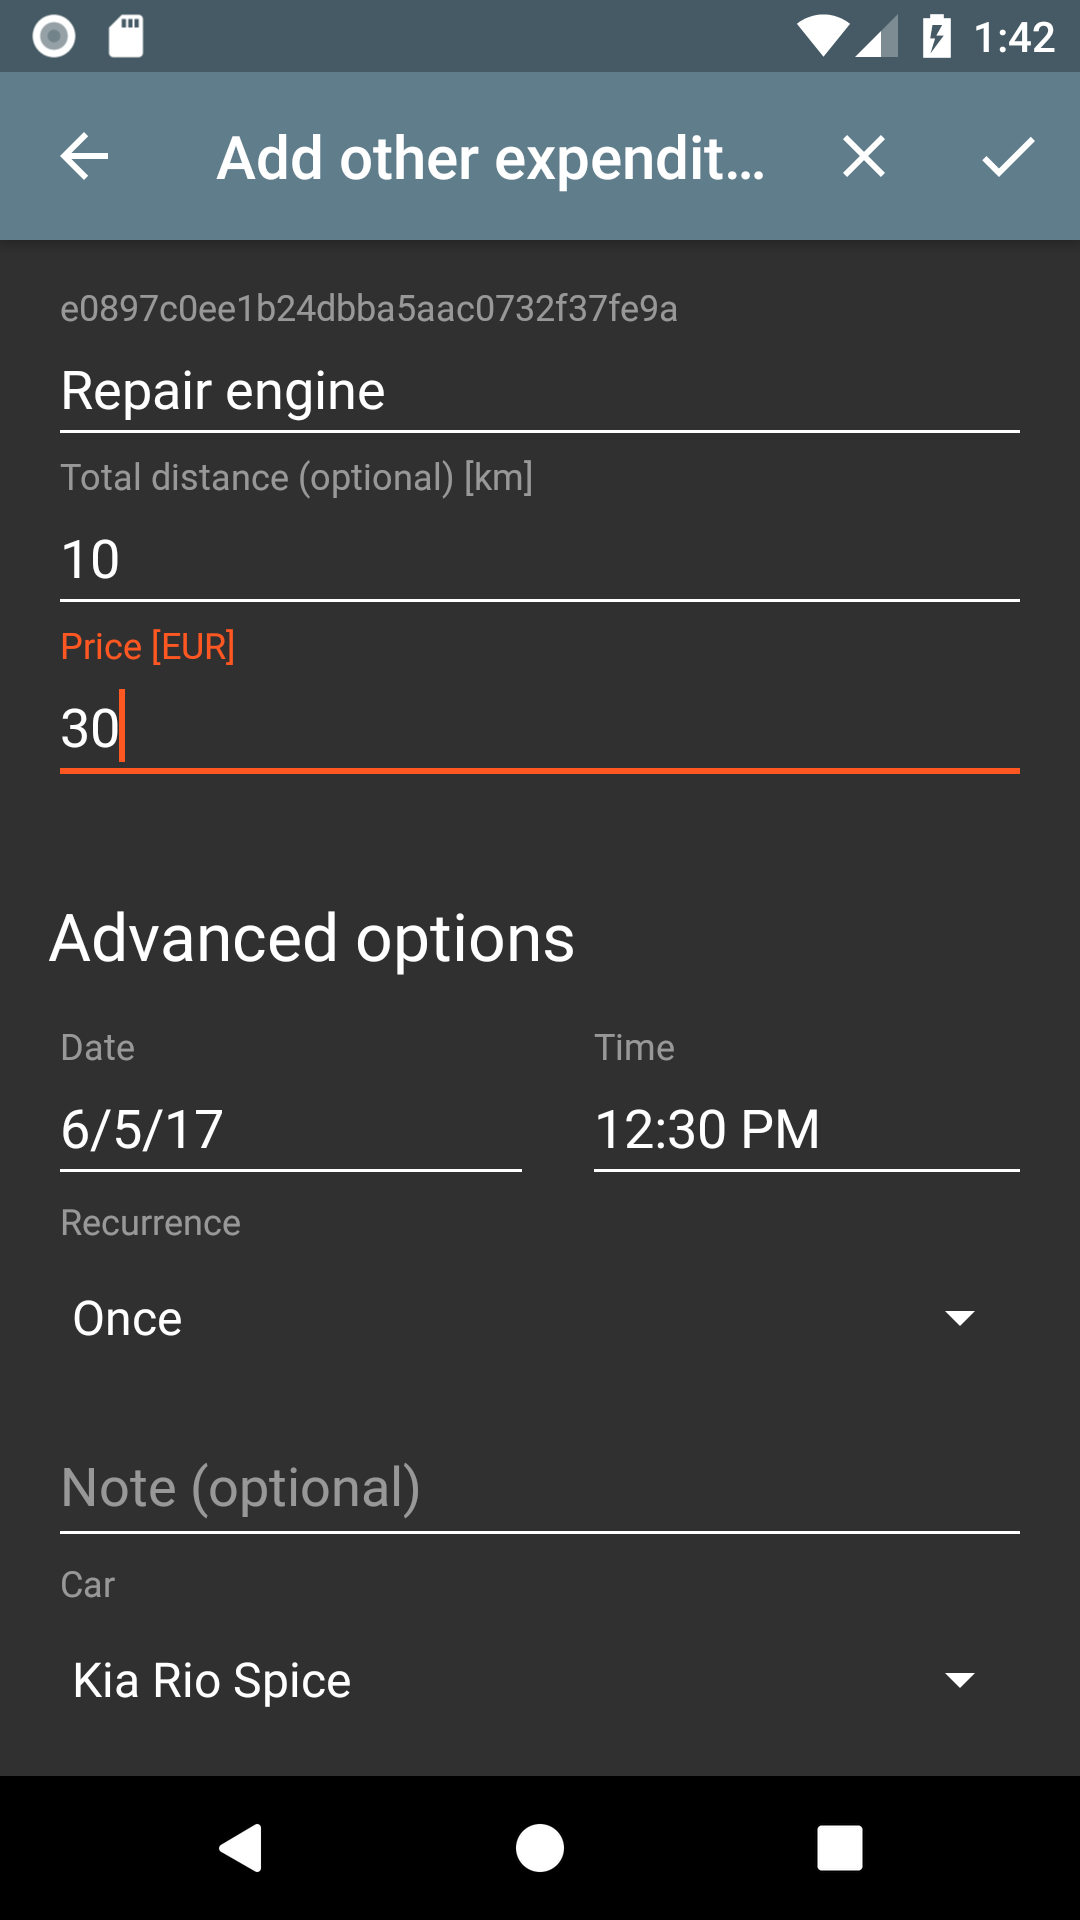 1:42
Add other expendit…
e0897c0ee1b24dbba5aac0732f37fe9a
Repair engine
Total distance (optional) [km]
10
Price [EUR]
30
Advanced options
Date Time
6/5/17 12:30 PM
Recurrence
Once
Note (optional)
Car
Kia Rio Spice